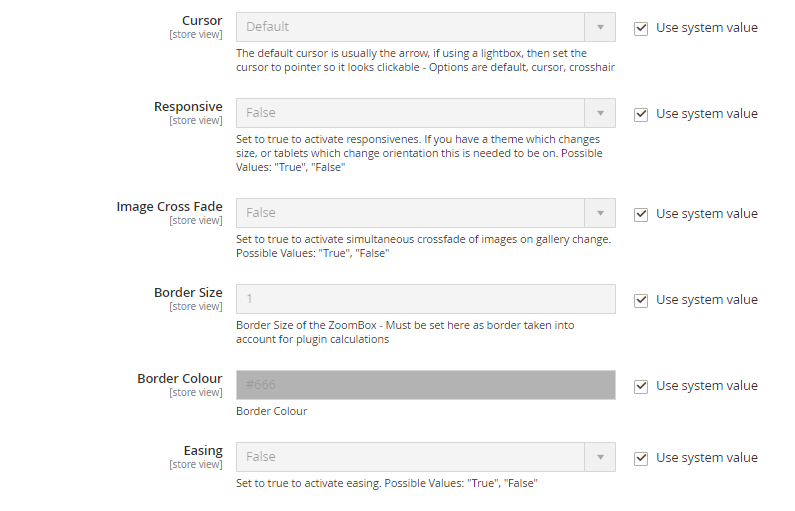 Cursor
[store view]
Default
Use system value
The default cursor is usually the arrow, if using a lightbox, then set the
cursor to pointer so it looks clickable - Options are default, cursor, crosshair
Responsive
[store view]
False
Use system value
Set to true to activate responsivenes. If you have a theme which changes
size, or tablets which change orientation this is needed to be on. Possible
Values: "True", "False"
Image Cross Fade
[store view]
False
Use system value
Set to true to activate simultaneous crossfade of images on gallery change.
Possible Values: "True", "False"
Border Size
[store view]
1
Use system value
Border Size of the ZoomBox - Must be set here as border taken into
account for plugin calculations
Border Colour
[store view]
#666
Use system value
Border Colour
Easing
[store view]
False
Use system value
Set to true to activate easing. Possible Values: "True", "False"